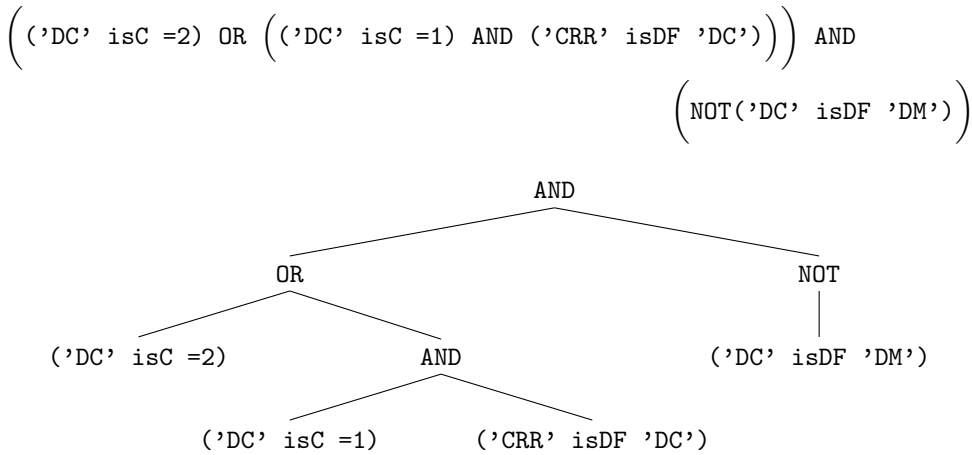 (('DC' isC =2) OR (('DC' isC =1) AND ('CRR' isDF 'DC'))) AND
(NOT('DC' isDF 'DM'))
AND
OR NOT
('DC' isC =2) AND ('DC' isDF 'DM')
('DC' isC =1) ('CRR' isDF 'DC')